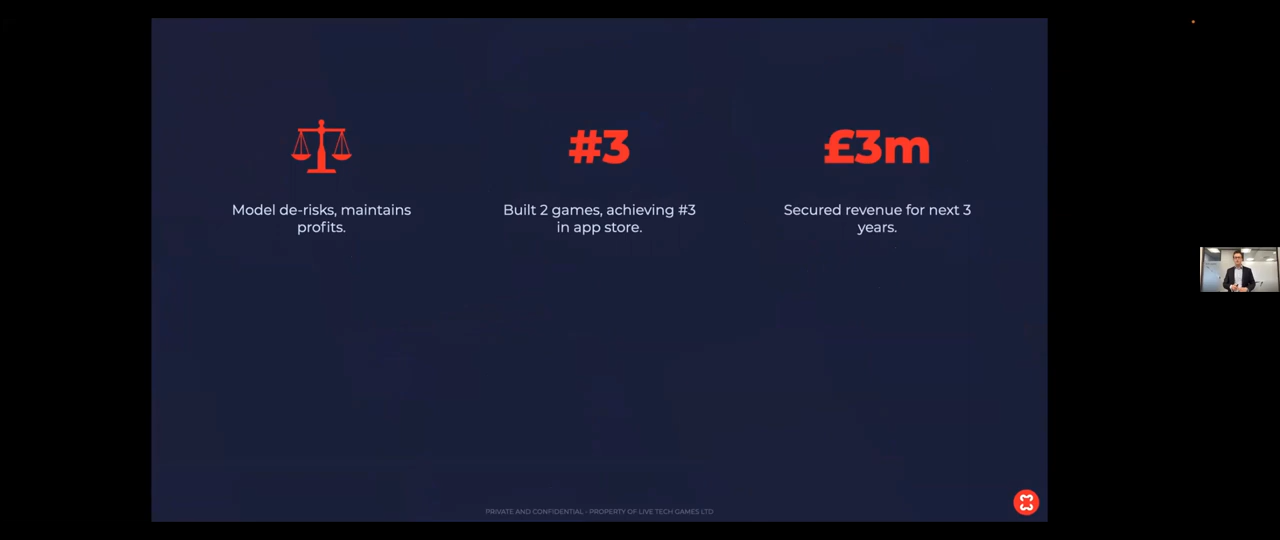 #3
£3m
Model de-risks, maintains
profits.
Built 2 games, achieving #3
in app store.
Secured revenue for next 3
years.
PRIVATE AND CONFIDENTIAL - PROPERTY OF LIVE TECH GAMES LTD